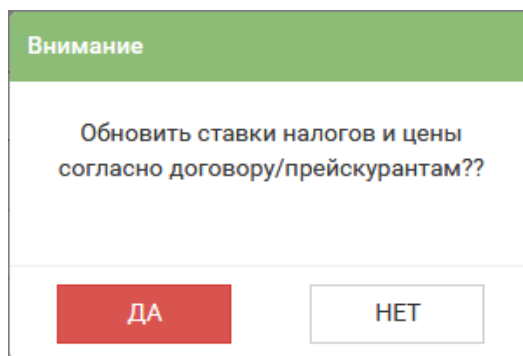 Внимание
Обновить ставки налогов и цены
согласно договору/прейскурантам??
ДА
НЕТ